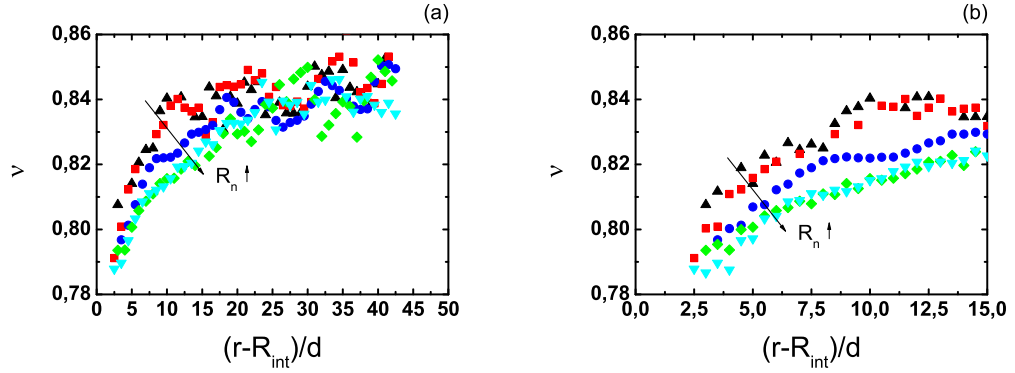 (a)
0,86
0,84
0,82
0,80
0,78
ν
R_n ↑
0 5 10 15 20 25 30 35 40 45 50
(r-R_int)/d
(b)
0,86
0,84
0,82
0,80
0,78
ν
R_n ↑
0,0 2,5 5,0 7,5 10,0 12,5 15,0
(r-R_int)/d